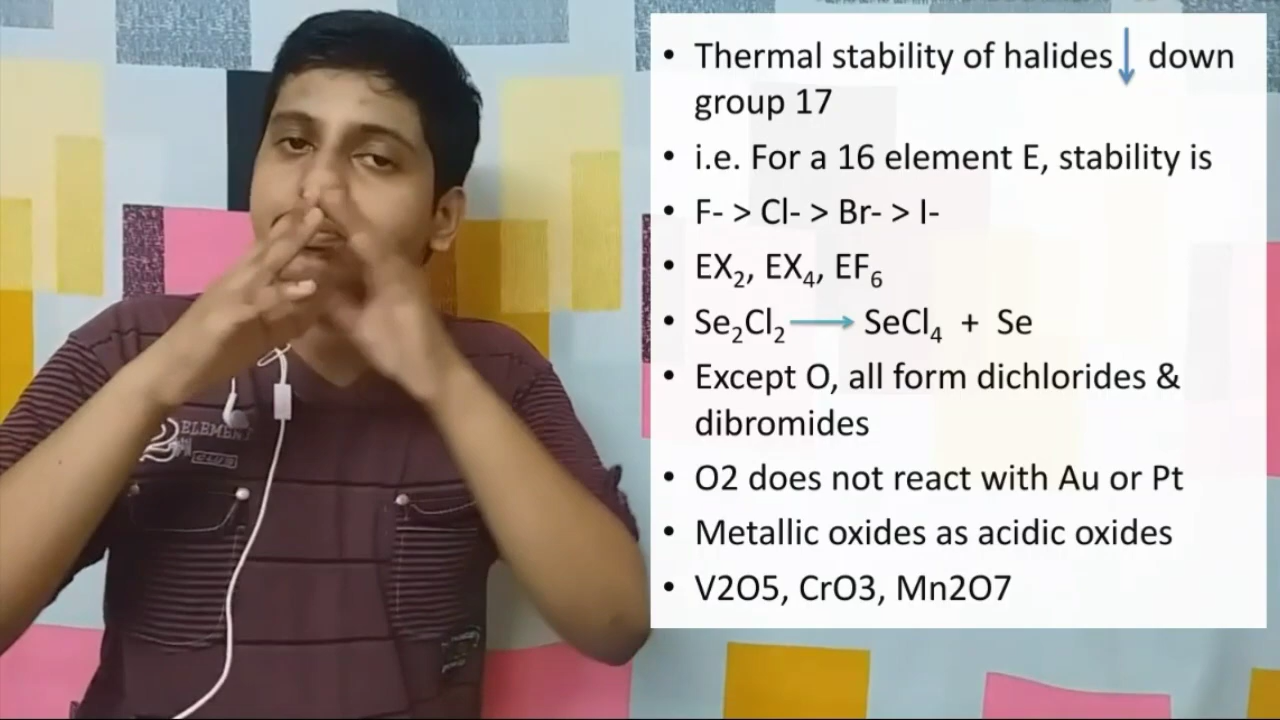 • Thermal stability of halides ↓ down
group 17
• i.e. For a 16 element E, stability is
• F- > Cl- > Br- > I-
• EX₂, EX₄, EF₆
• Se₂Cl₂ ⟶ SeCl₄ + Se
• Except O, all form dichlorides &
dibromides
• O2 does not react with Au or Pt
• Metallic oxides as acidic oxides
• V2O5, CrO3, Mn2O7
ELEMENT